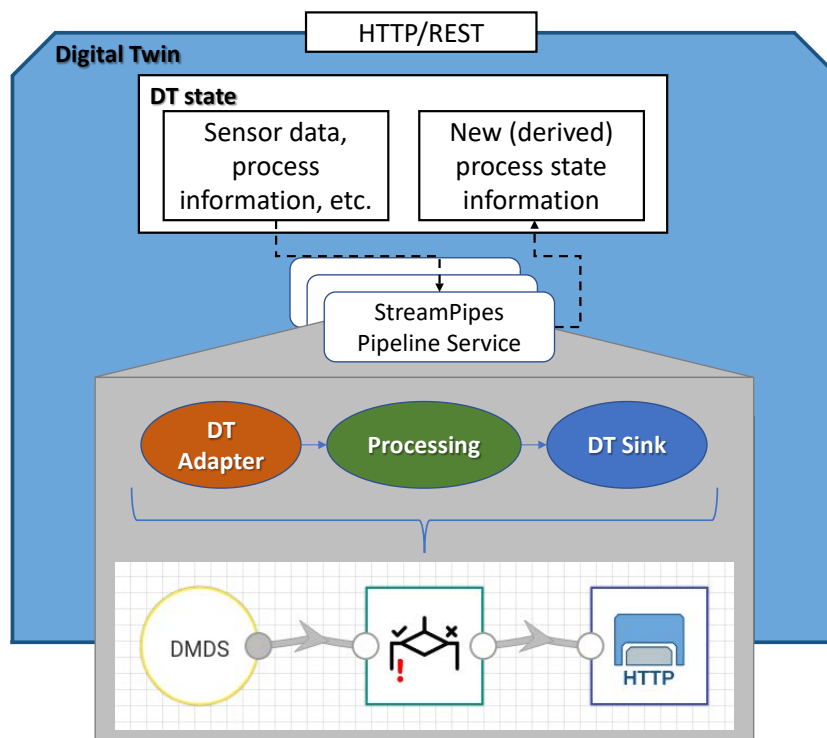 HTTP/REST
Digital Twin
DT state
Sensor data,
process
information, etc.
New (derived)
process state
information
StreamPipes
Pipeline Service
DT
Adapter
Processing
DT Sink
DMDS
!
HTTP